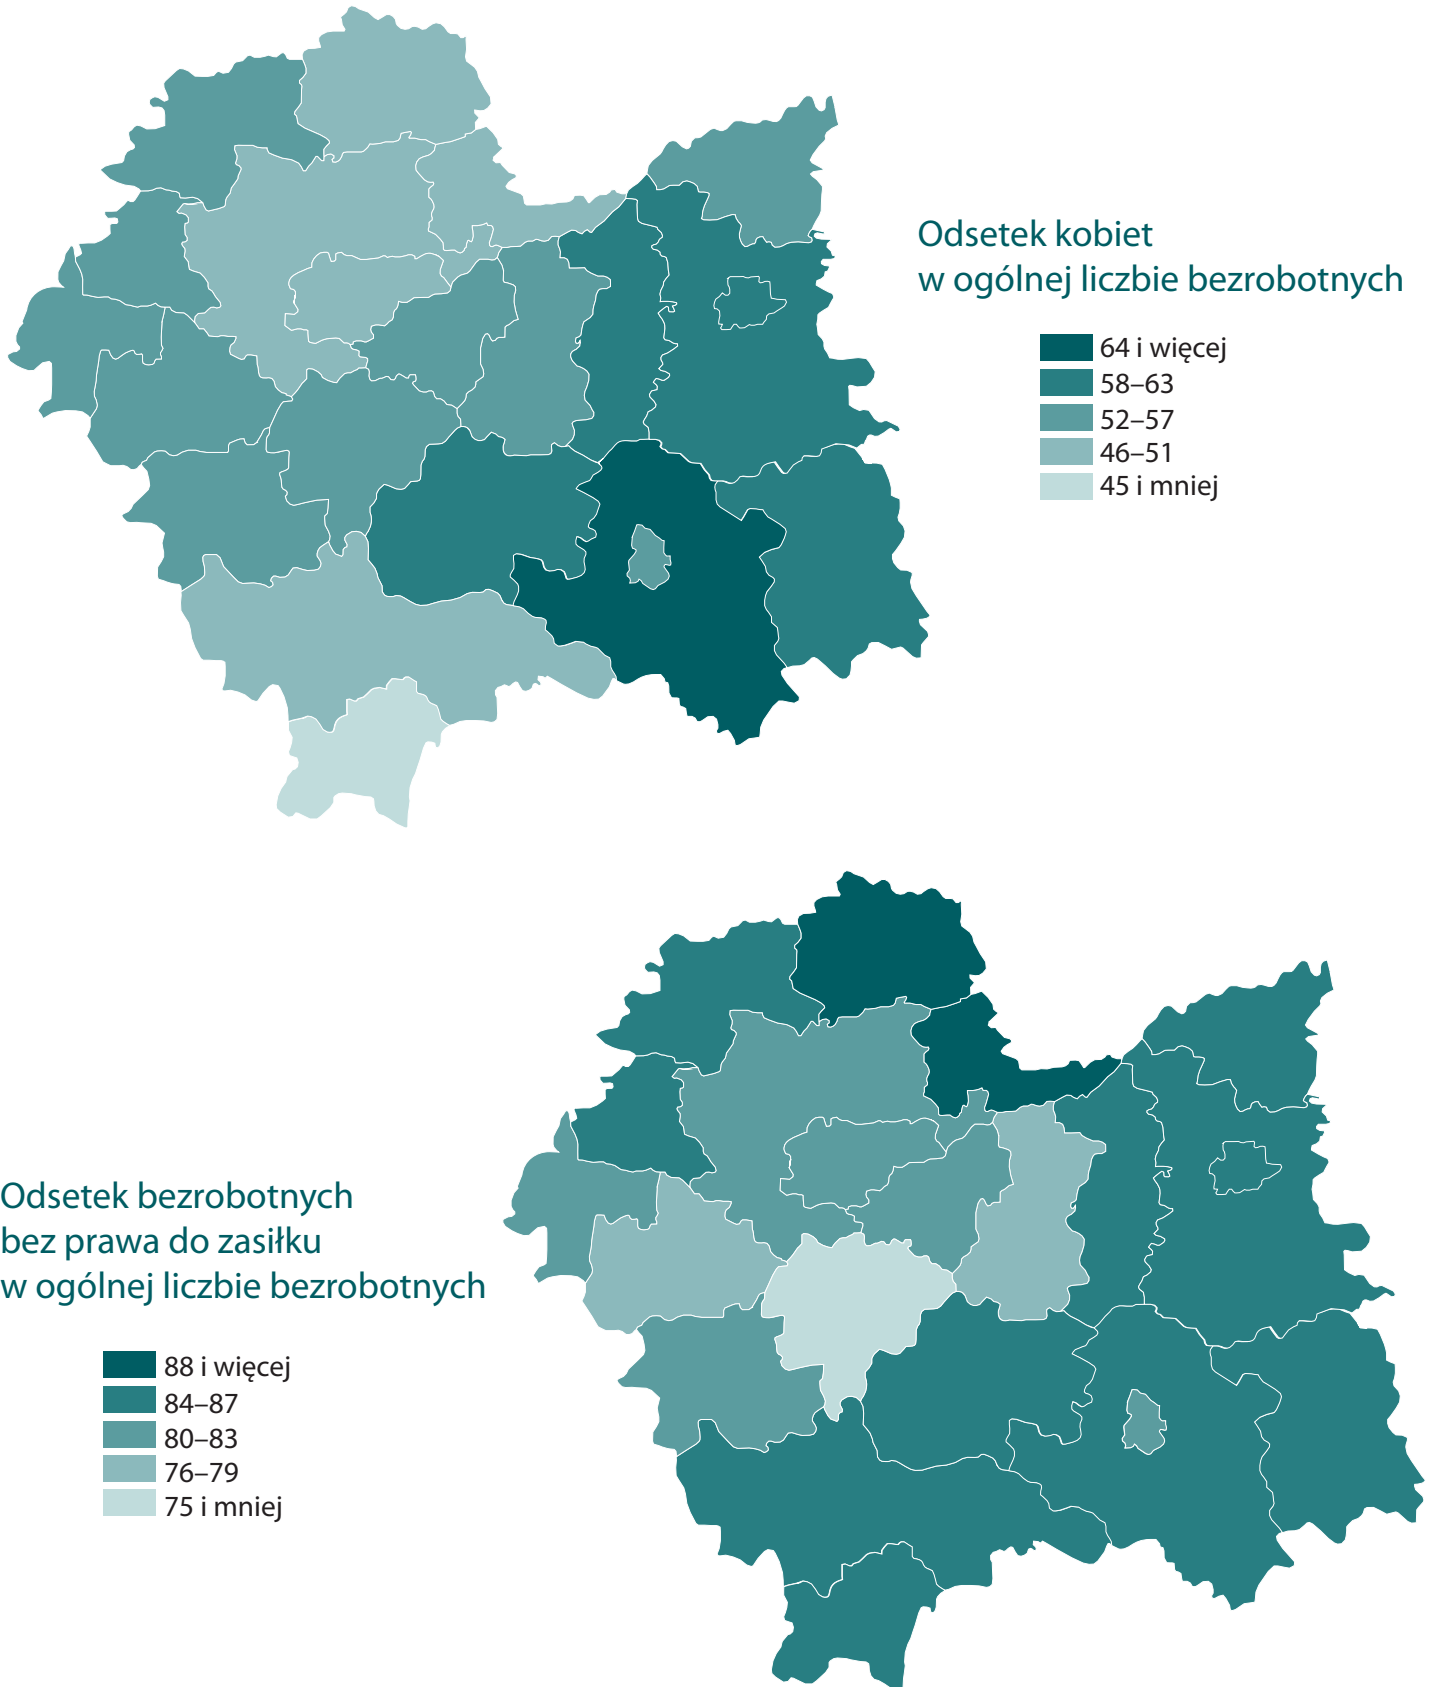 Odsetek kobiet
w ogólnej liczbie bezrobotnych
64 i więcej
58–63
52–57
46–51
45 i mniej
Odsetek bezrobotnych
bez prawa do zasiłku
w ogólnej liczbie bezrobotnych
88 i więcej
84–87
80–83
76–79
75 i mniej